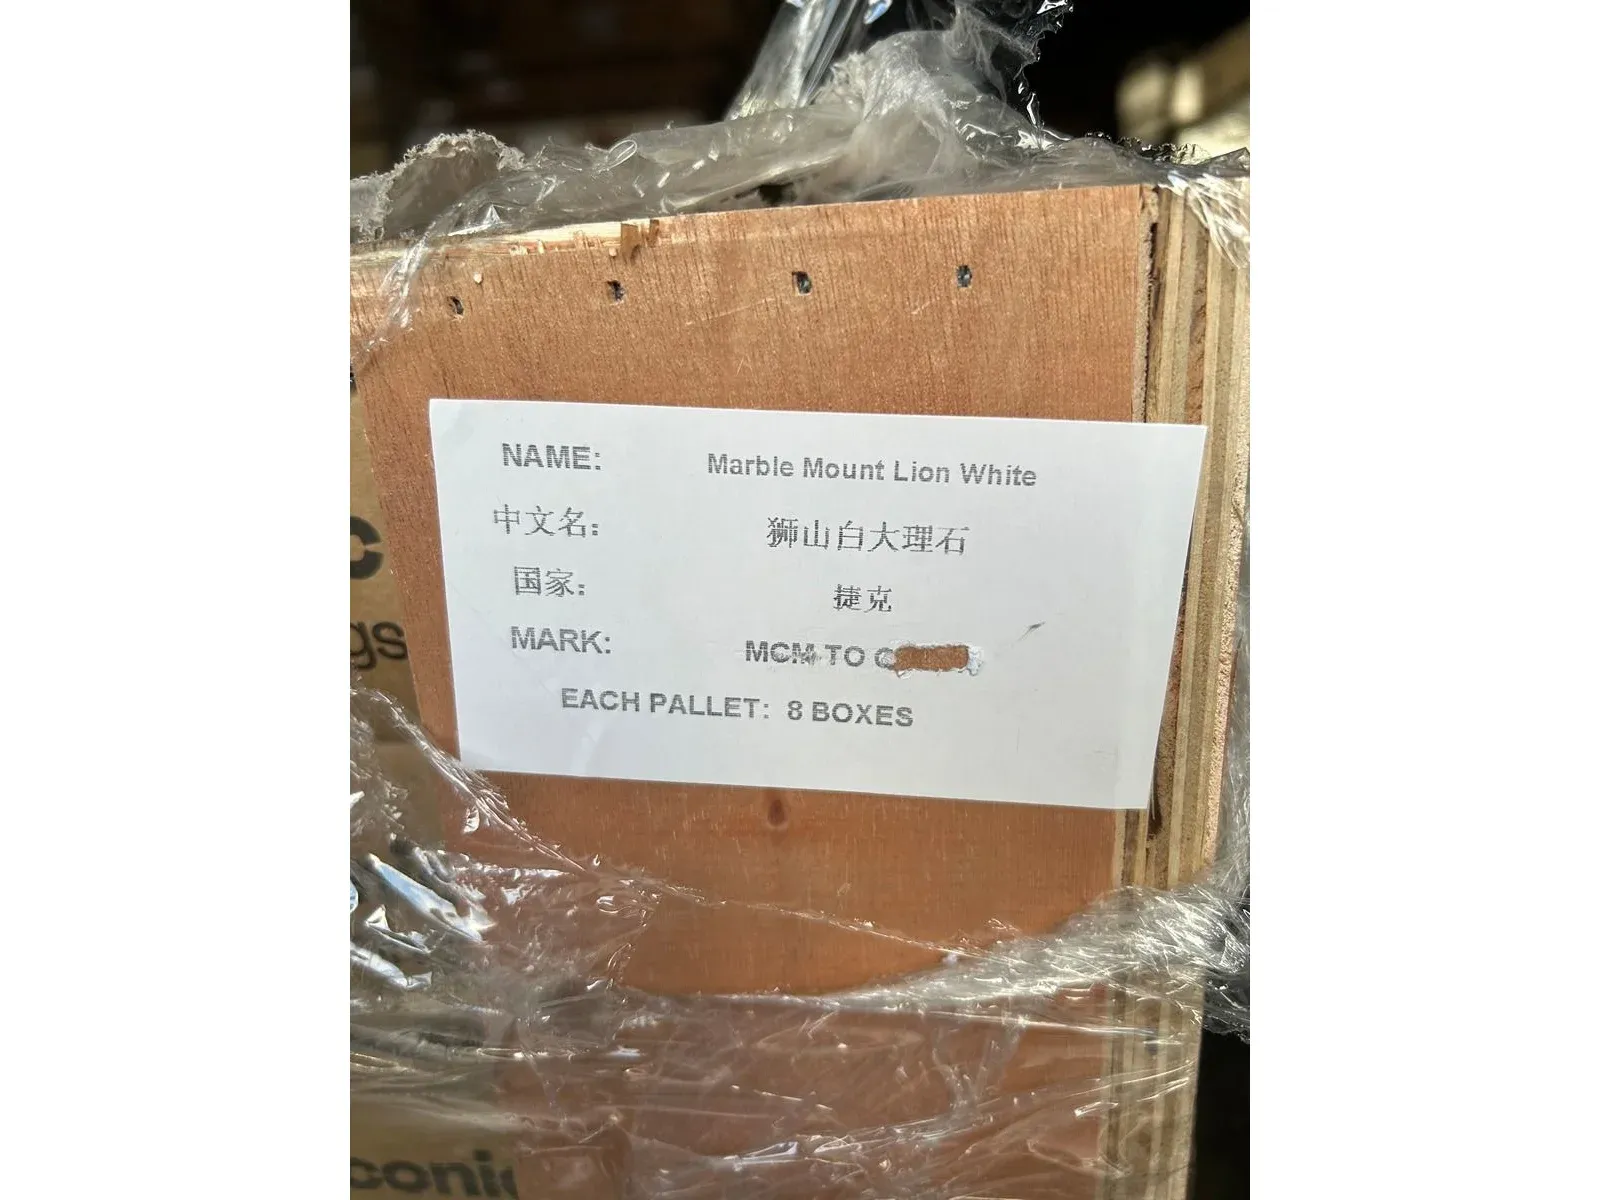 NAME: Marble Mount Lion White
中文名: 狮山白大理石
国家: 捷克
MARK: MCM TO
EACH PALLET: 8 BOXES